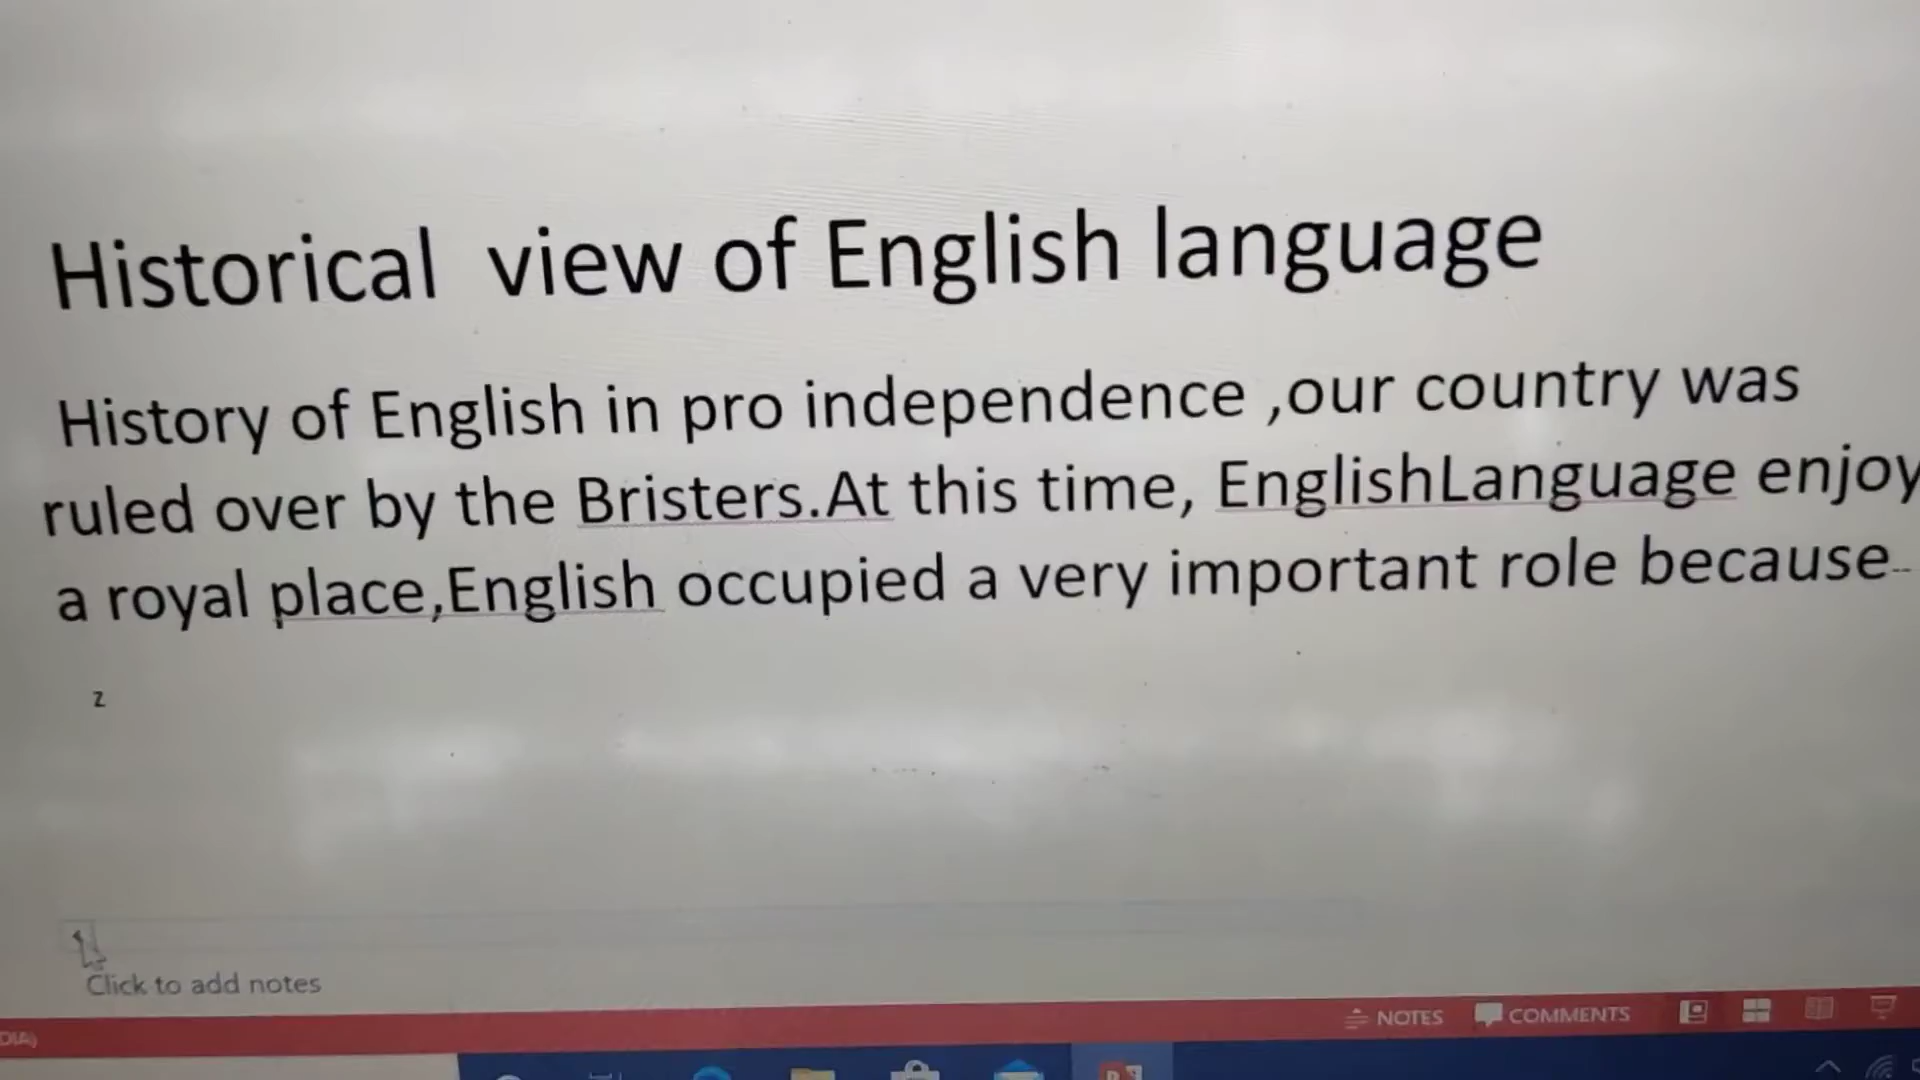 Historical view of English language
History of English in pro independence ,our country was
ruled over by the Bristers.At this time, EnglishLanguage enjoy
a royal place,English occupied a very important role because--
z
Click to add notes
NOTES COMMENTS
DIA)